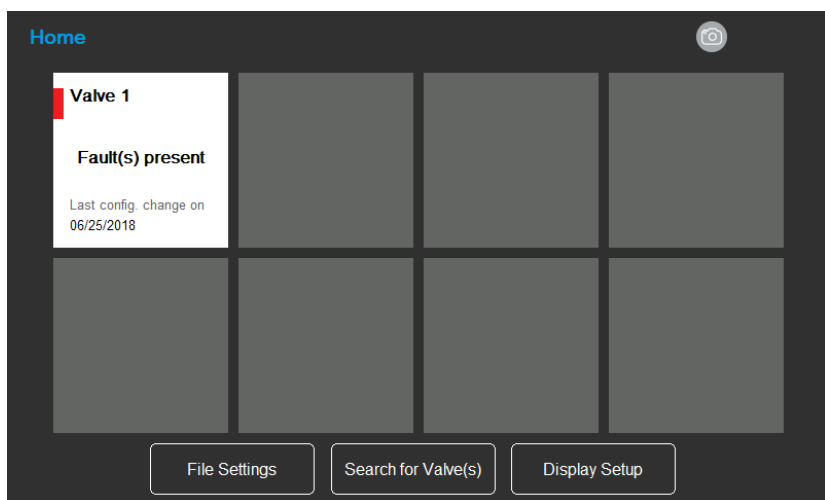 Home
Valve 1
Fault(s) present
Last config. change on
06/25/2018
File Settings
Search for Valve(s)
Display Setup